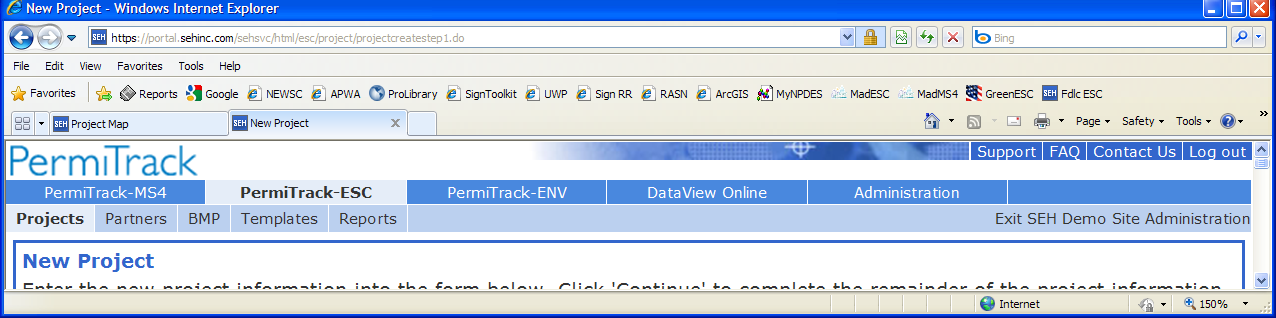 New Project - Windows Internet Explorer
SEH https://portal.sehinc.com/sehsvc/html/esc/project/projectcreatestep1.do Bing
File Edit View Favorites Tools Help
Favorites Reports Google NEWSC APWA ProLibrary SignToolkit UWP Sign RR RASN ArcGIS MyNPDES MadESC MadMS4 GreenESC SEH Fdlc ESC
SEH Project Map SEH New Project Page Safety Tools
PermiTrack Support FAQ Contact Us Log out
PermiTrack-MS4 PermiTrack-ESC PermiTrack-ENV DataView Online Administration
Projects Partners BMP Templates Reports Exit SEH Demo Site Administration
New Project
Enter the new project information into the form below. Click 'Continue' to complete the remainder of the project information
Internet 150%